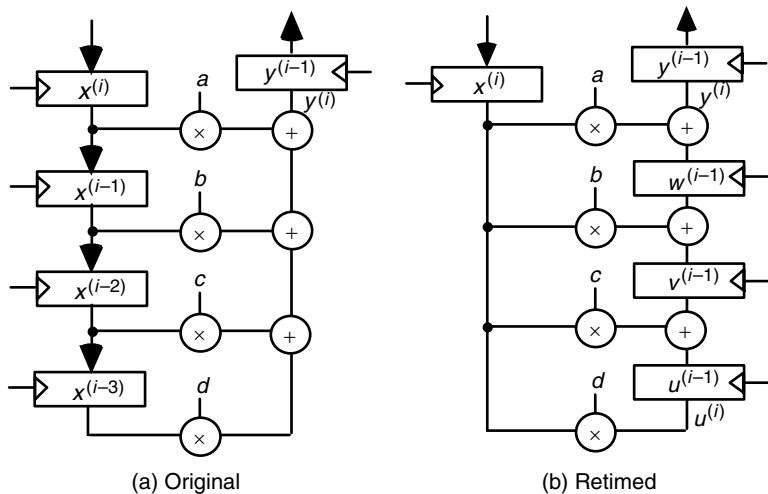 x(i)
a
×
y(i–1)
y(i)
+
x(i–1)
b
×
+
x(i–2)
c
×
+
x(i–3)
d
×
(a) Original
x(i)
a
×
y(i–1)
y(i)
+
w(i–1)
b
×
+
v(i–1)
c
×
+
u(i–1)
d
×
u(i)
(b) Retimed